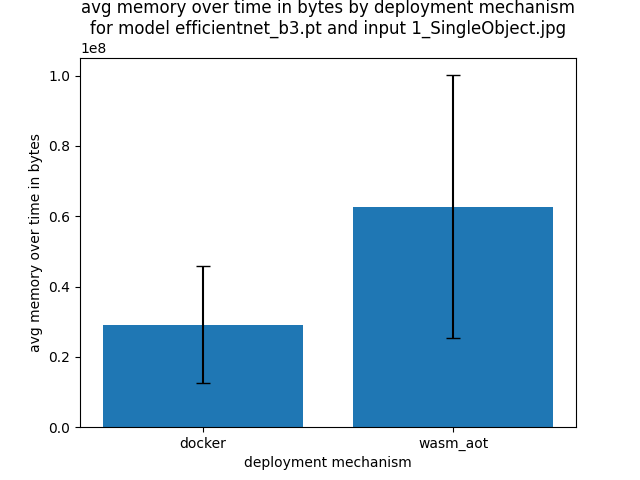 avg memory over time in bytes by deployment mechanism
for model efficientnet_b3.pt and input 1_SingleObject.jpg
1e8
1.0
0.8
0.6
0.4
0.2
0.0
avg memory over time in bytes
docker
wasm_aot
deployment mechanism